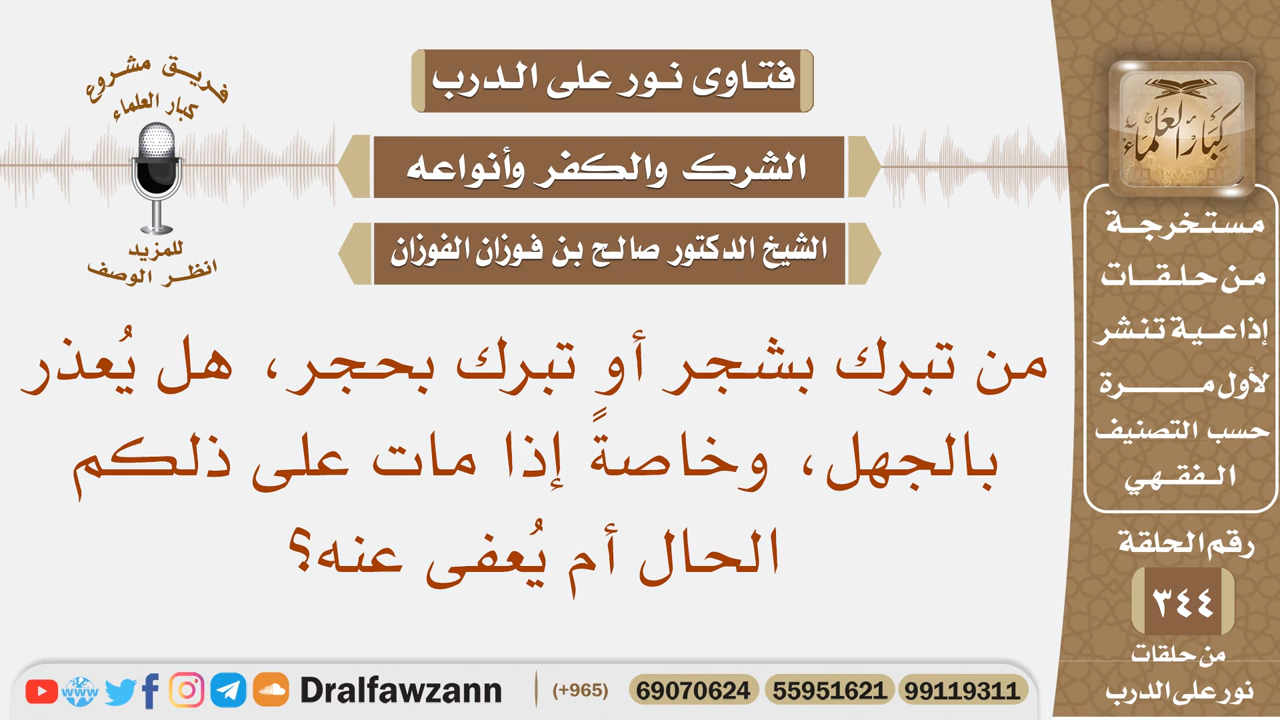 فتاوى نور على الدرب
الشرك والكفر وأنواعه
الشيخ الدكتور صالح بن فوزان الفوزان
فريق مشروع
كبار العلماء
للمزيد
انظر الوصف
من تبرك بشجر أو تبرك بحجر، هل يُعذر
بالجهل، وخاصةً إذا مات على ذلكم
الحال أم يُعفى عنه؟
كبار العلماء
مستخرجة
من حلقات
إذاعية تنشر
لأول مرة
حسب التصنيف
الفقهي
رقم الحلقة
٣٤٤
من حلقات
نور على الدرب
www Dralfawzann (+965) 69070624 55951621 99119311